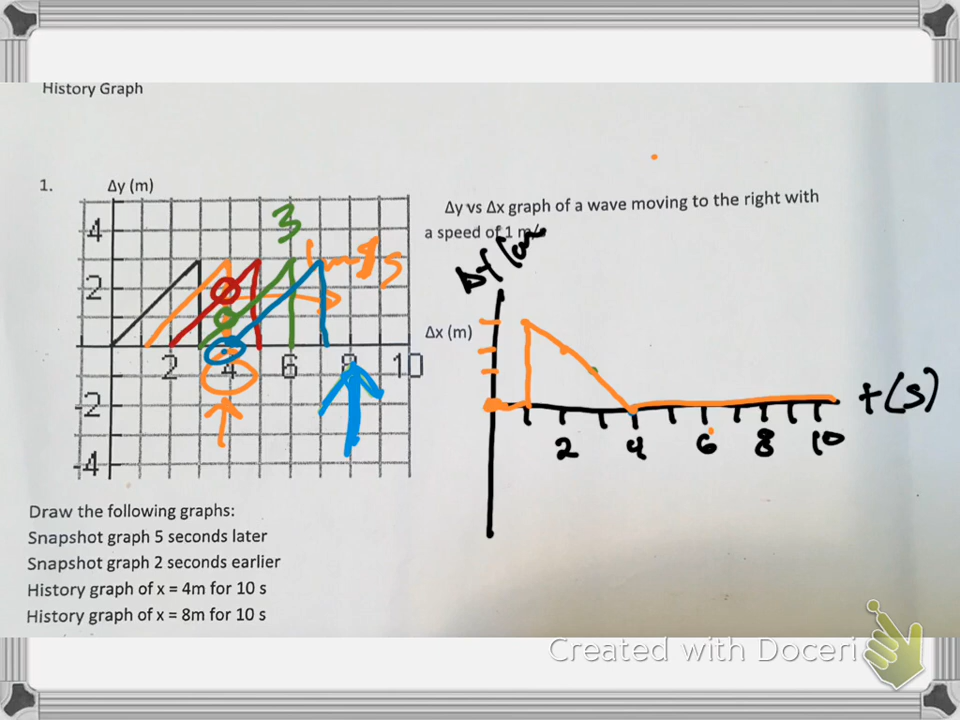 History Graph
1. Δy (m)
4
2
2 4 6 8 10
-2
-4
3
1 m/s
Δy vs Δx graph of a wave moving to the right with
a speed of 1 m/s
Δx (m)
Δy
t(s)
2 4 6 8 10
Draw the following graphs:
Snapshot graph 5 seconds later
Snapshot graph 2 seconds earlier
History graph of x = 4m for 10 s
History graph of x = 8m for 10 s
Created with Doceri